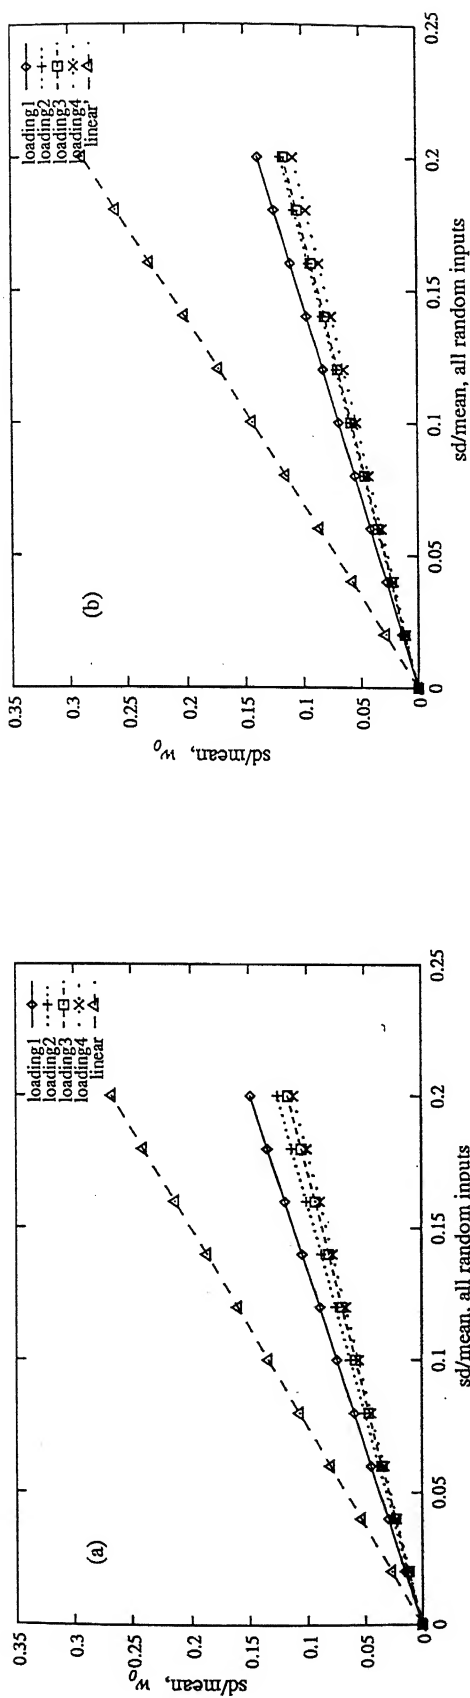 (a)
0.35
0.3
0.25
0.2
0.15
0.1
0.05
0
sd/mean, w0
0
0.05
0.1
0.15
0.2
0.25
sd/mean, all random inputs
loading1
loading2
loading3
loading4
linear
(b)
0.35
0.3
0.25
0.2
0.15
0.1
0.05
0
sd/mean, w0
0
0.05
0.1
0.15
0.2
0.25
sd/mean, all random inputs
loading1
loading2
loading3
loading4
linear